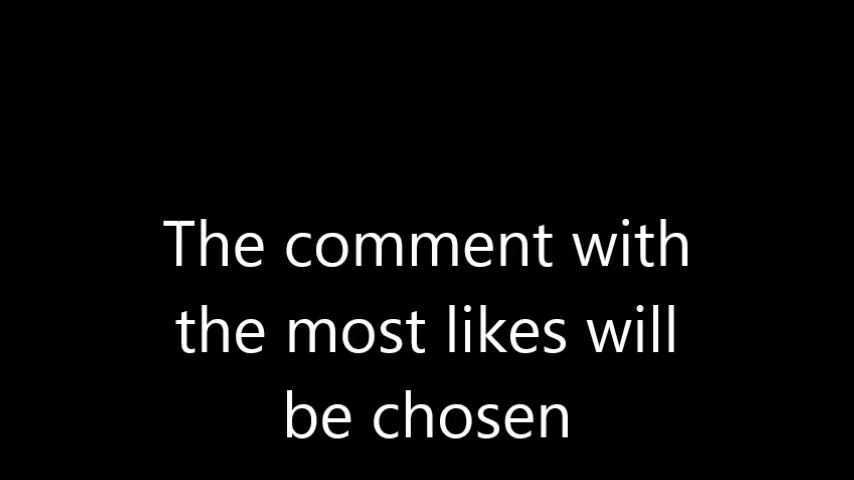 The comment with
the most likes will
be chosen